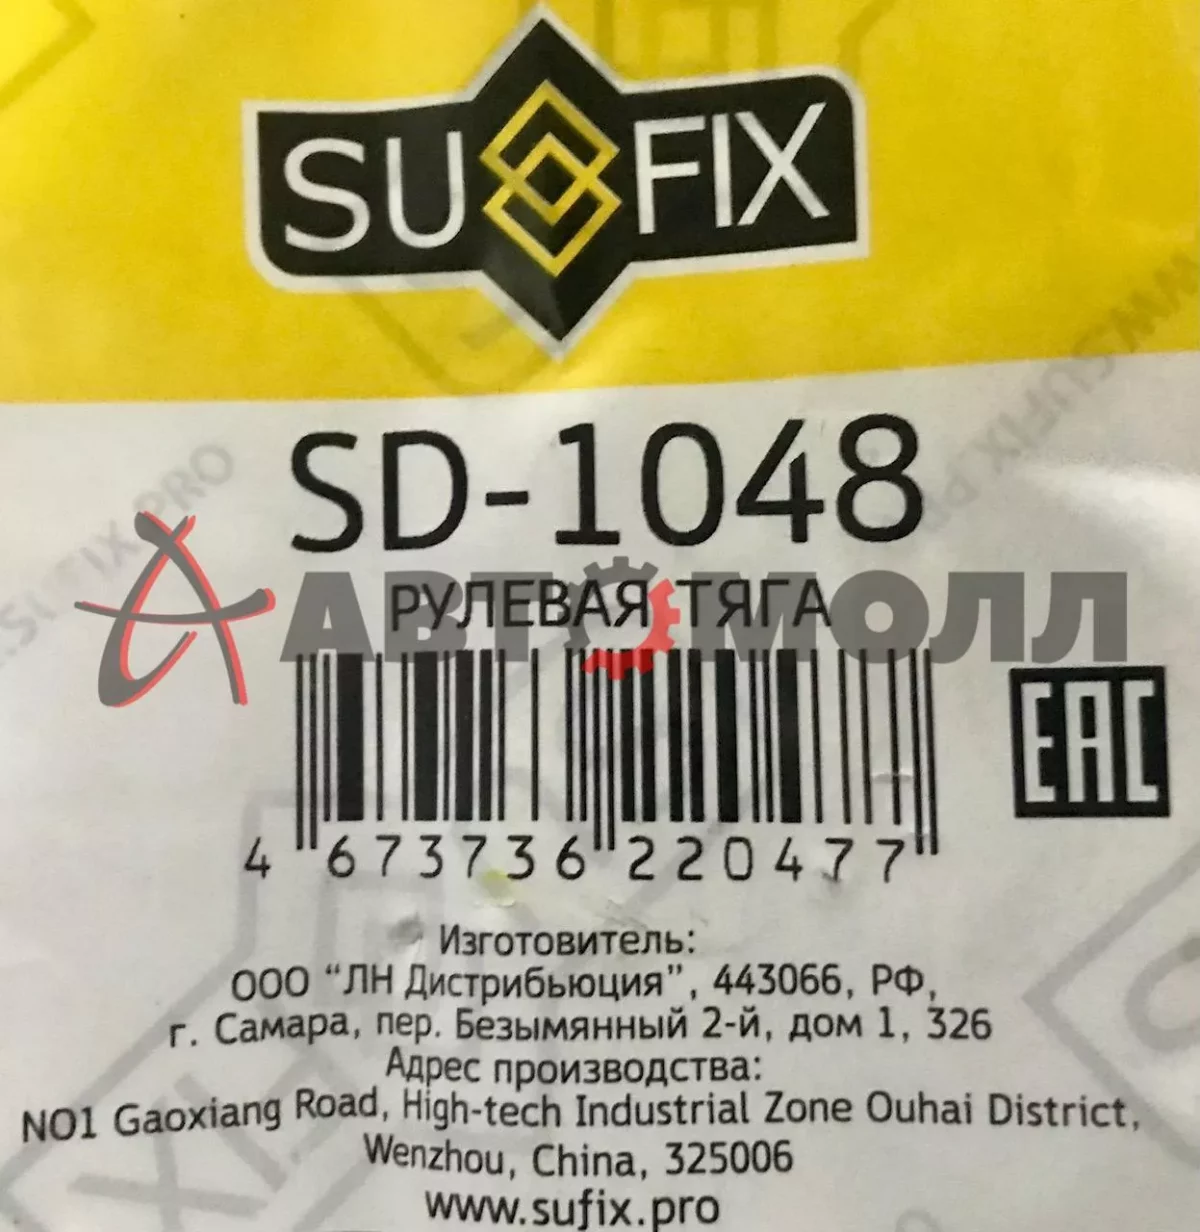 SUFIX
SD-1048
РУЛЕВАЯ ТЯГА
АВТОМОЛЛ
EAC
4 673736 220477
Изготовитель:
ООО “ЛН Дистрибьюция”, 443066, РФ,
г. Самара, пер. Безымянный 2-й, дом 1, 326
Адрес производства:
NO1 Gaoxiang Road, High-tech Industrial Zone Ouhai District,
Wenzhou, China, 325006
www.sufix.pro